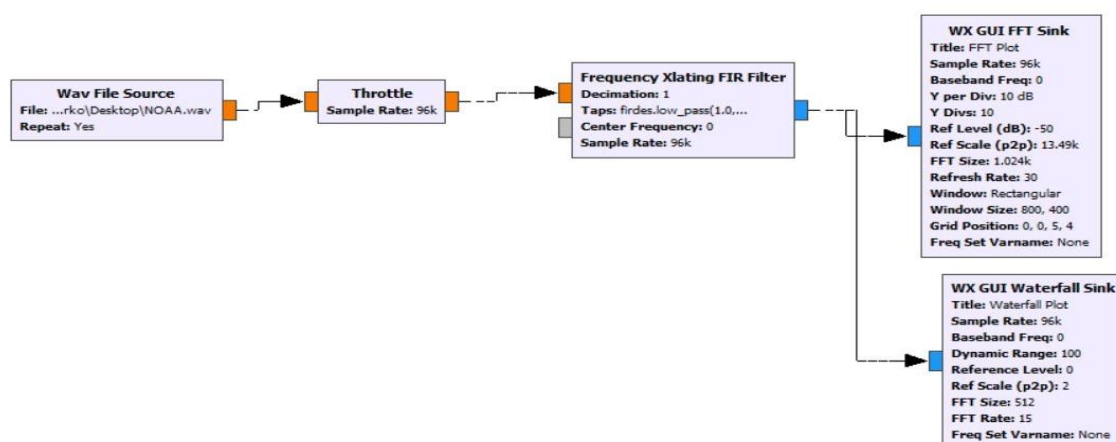 Wav File Source
File: ...rko\Desktop\NOAA.wav
Repeat: Yes
Throttle
Sample Rate: 96k
Frequency Xlating FIR Filter
Decimation: 1
Taps: firdes.low_pass(1.0,...
Center Frequency: 0
Sample Rate: 96k
WX GUI FFT Sink
Title: FFT Plot
Sample Rate: 96k
Baseband Freq: 0
Y per Div: 10 dB
Y Divs: 10
Ref Level (dB): -50
Ref Scale (p2p): 13.49k
FFT Size: 1.024k
Refresh Rate: 30
Window: Rectangular
Window Size: 800, 400
Grid Position: 0, 0, 5, 4
Freq Set Varname: None
WX GUI Waterfall Sink
Title: Waterfall Plot
Sample Rate: 96k
Baseband Freq: 0
Dynamic Range: 100
Reference Level: 0
Ref Scale (p2p): 2
FFT Size: 512
FFT Rate: 15
Freq Set Varname: None